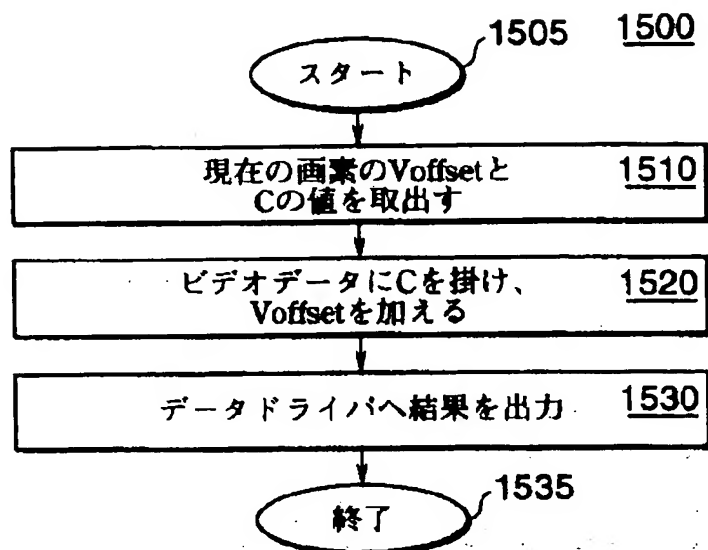 1505
1500
スタート
現在の画素のVoffsetと
Cの値を取出す
1510
ビデオデータにCを掛け、
Voffsetを加える
1520
データドライバへ結果を出力
1530
1535
終了